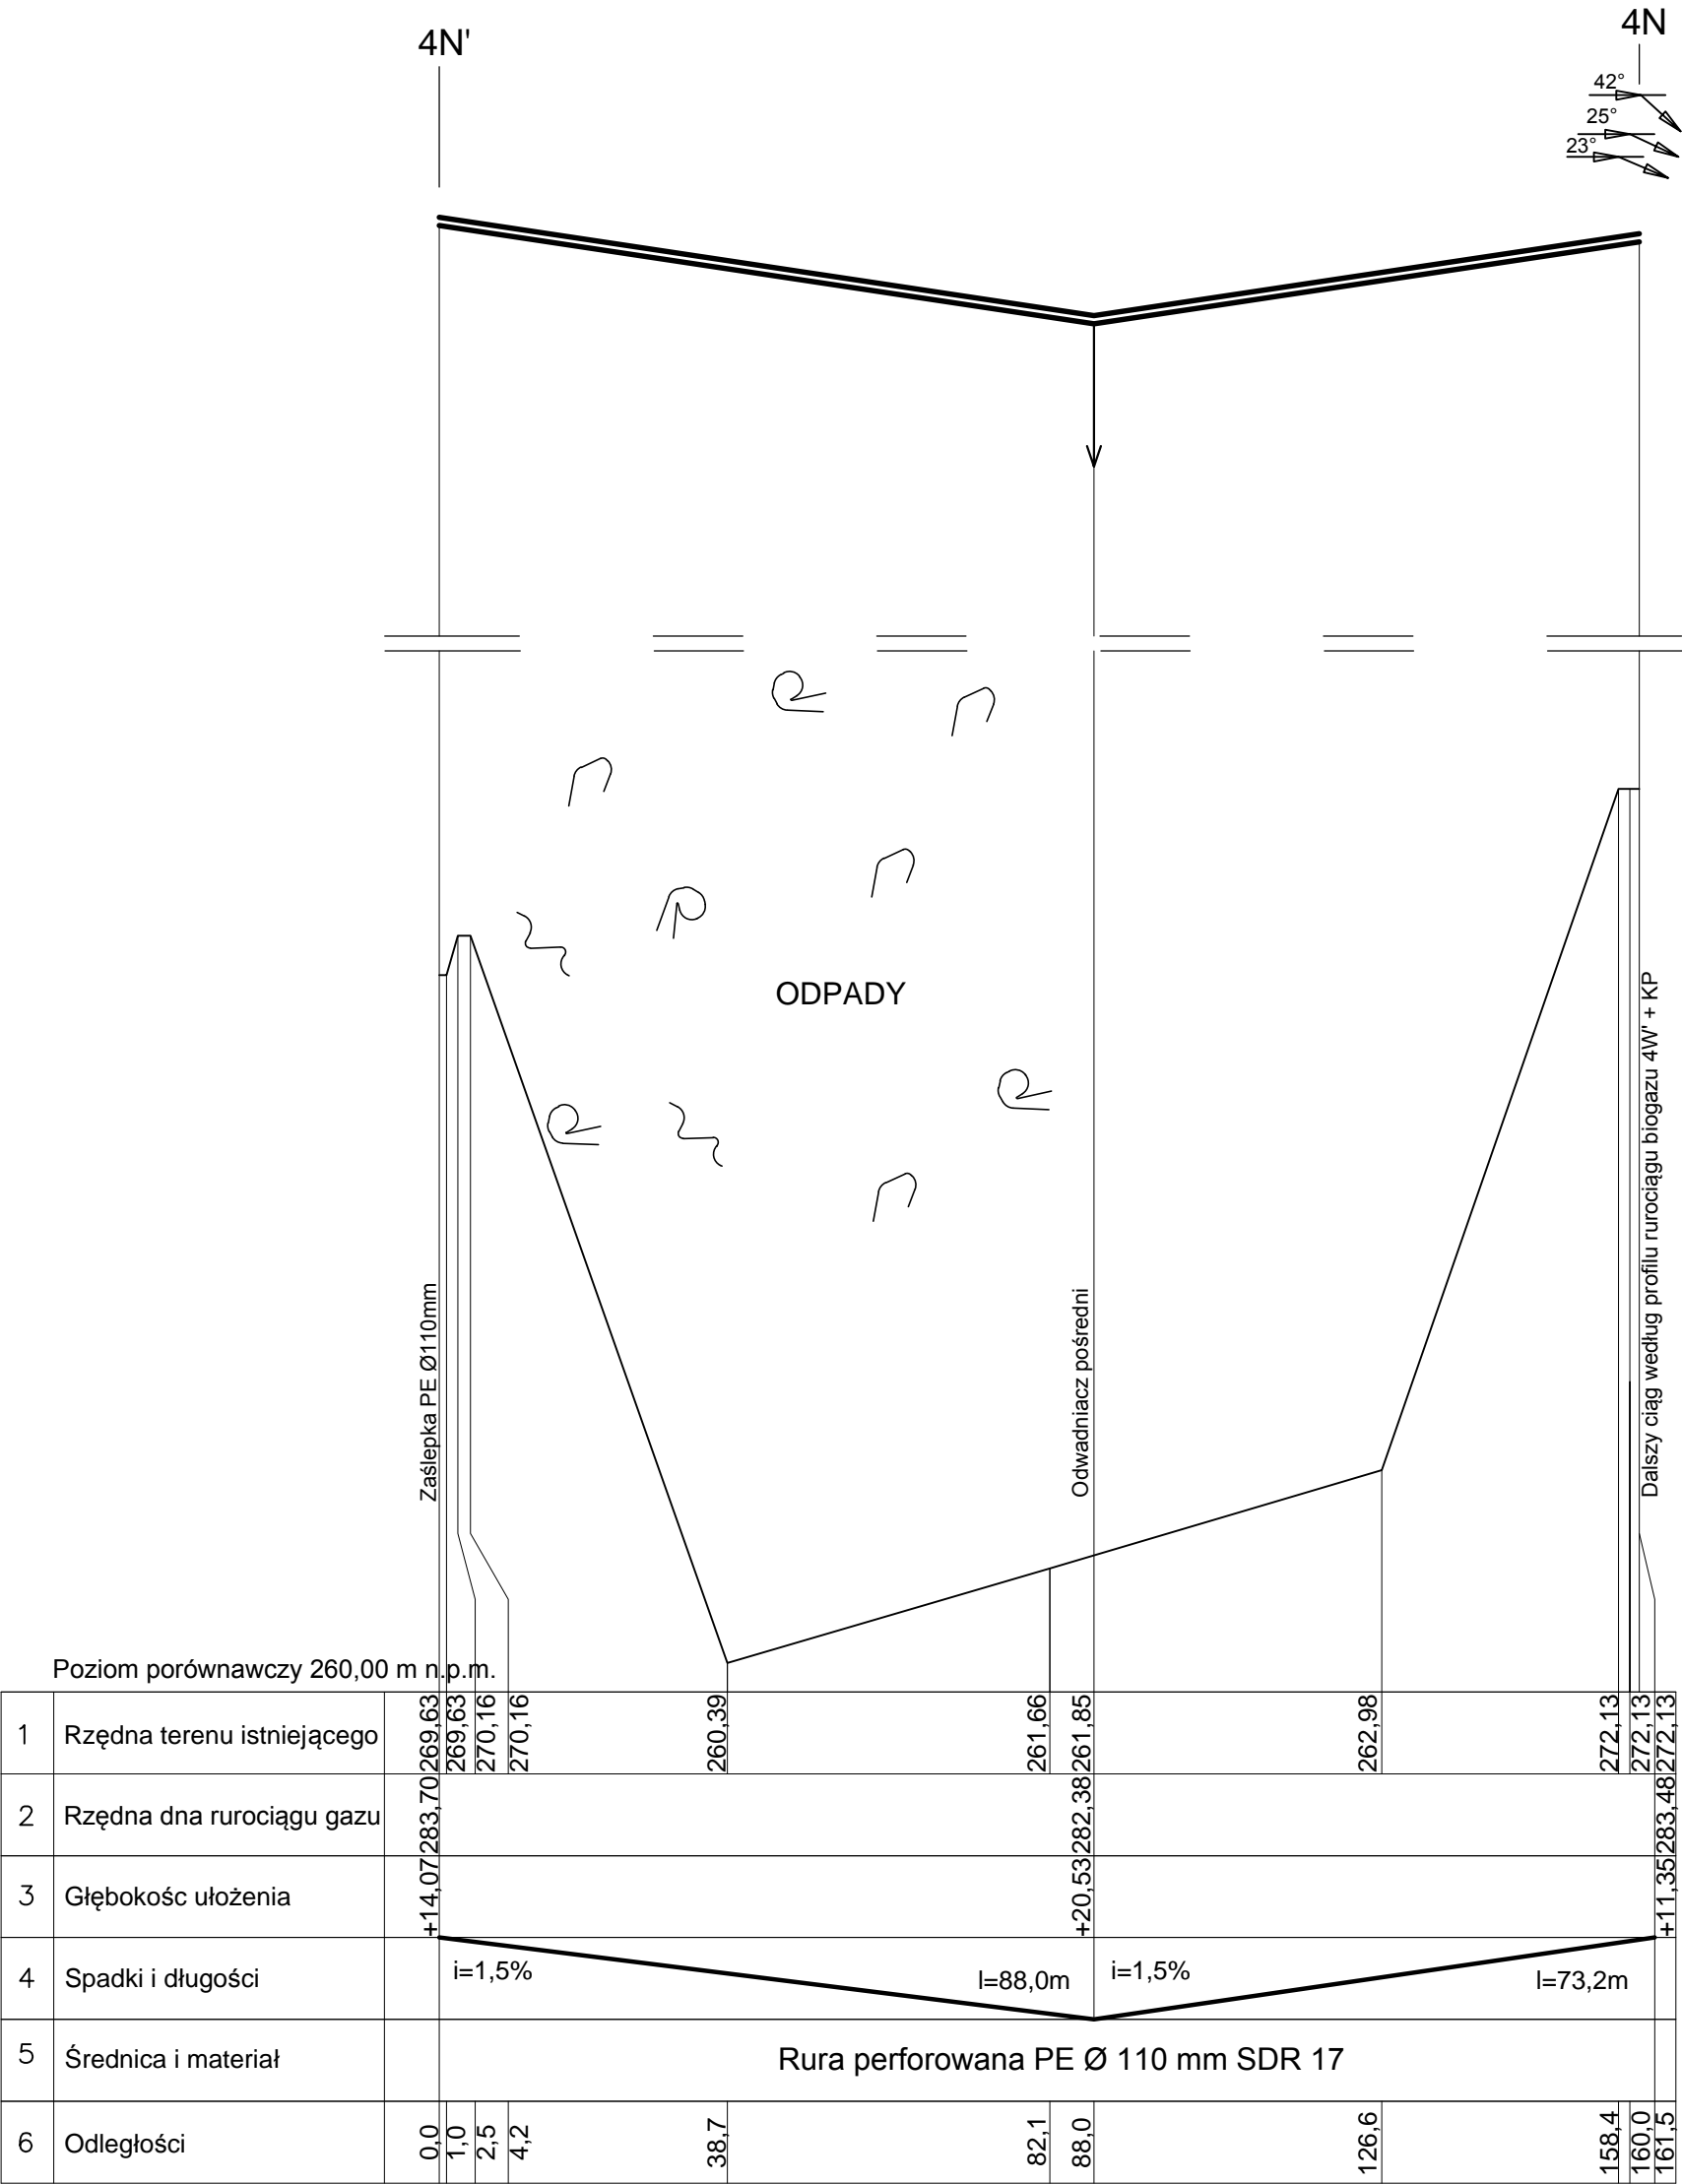 4N'
4N
42°
25°
23°
ODPADY
Zaślepka PE Ø110mm
Odwadniacz pośredni
Dalszy ciąg według profilu rurociągu biogazu 4W' + KP
Poziom porównawczy 260,00 m n.p.m.
1 Rzędna terenu istniejącego 269,63 269,63 270,16 270,16 260,39 261,66 261,85 262,98 272,13 272,13 272,13
2 Rzędna dna rurociągu gazu 283,70 282,38 283,48
3 Głębokośc ułożenia +14,07 +20,53 +11,35
4 Spadki i długości i=1,5% l=88,0m i=1,5% l=73,2m
5 Średnica i materiał Rura perforowana PE Ø 110 mm SDR 17
6 Odległości 0,0 1,0 2,5 4,2 38,7 82,1 88,0 126,6 158,4 160,0 161,5